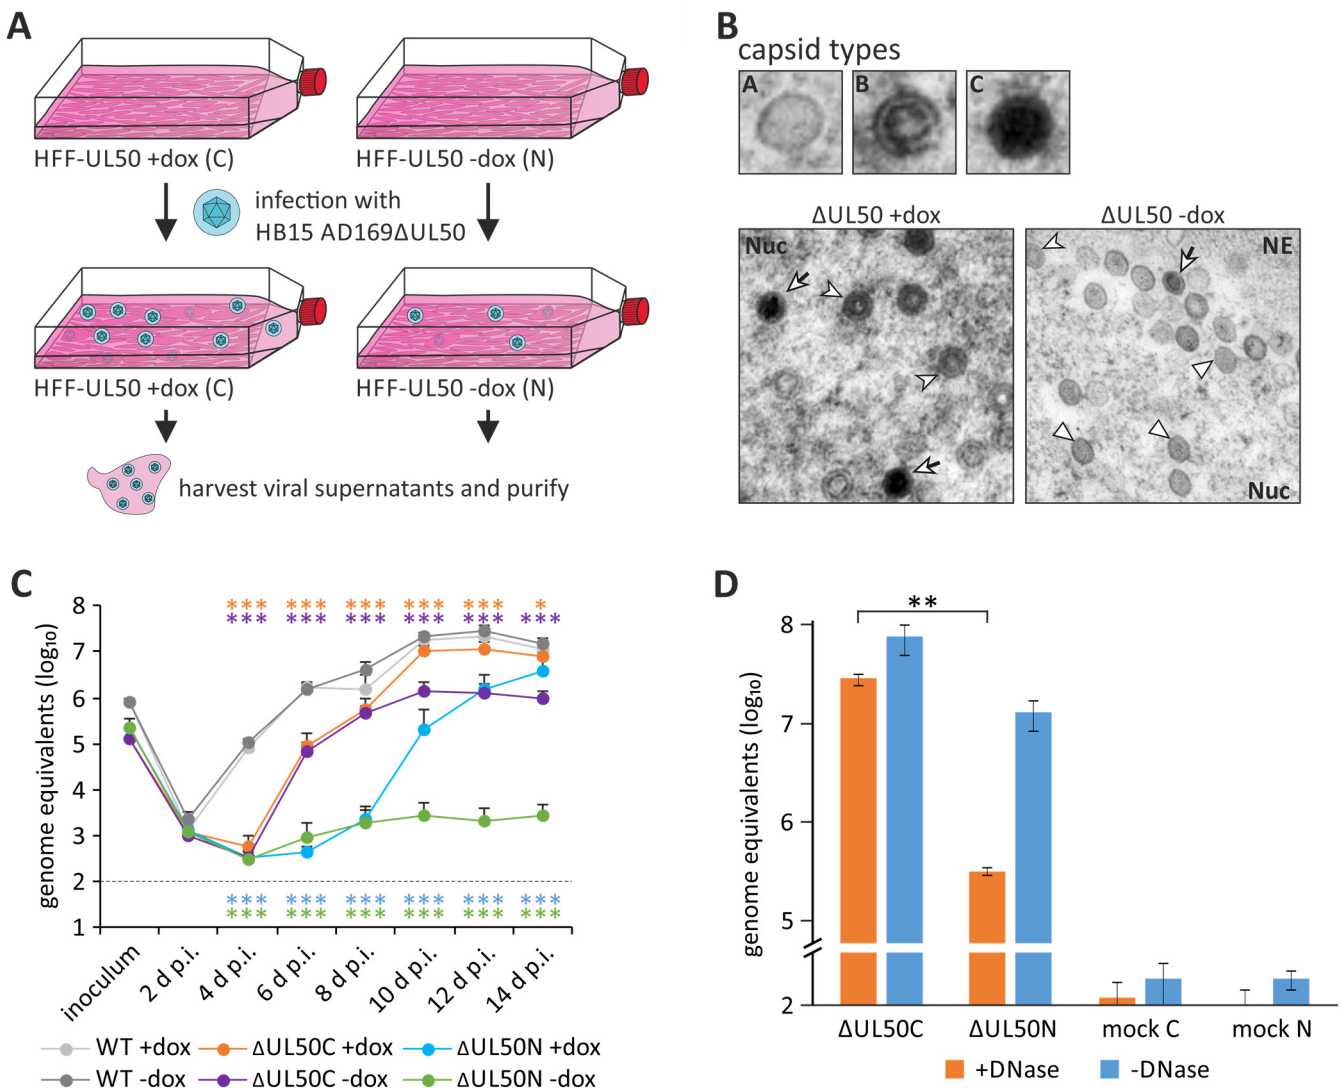 A
HFF-UL50 +dox (C)
HFF-UL50 -dox (N)
infection with
HB15 AD169ΔUL50
HFF-UL50 +dox (C)
HFF-UL50 -dox (N)
harvest viral supernatants and purify
B
capsid types
A
B
C
ΔUL50 +dox
ΔUL50 -dox
Nuc
NE
Nuc
C
genome equivalents (log₁₀)
8
7
6
5
4
3
2
1
*** *** *** *** *** *
*** *** *** *** *** ***
*** *** *** *** *** ***
*** *** *** *** *** ***
inoculum
2 d p.i.
4 d p.i.
6 d p.i.
8 d p.i.
10 d p.i.
12 d p.i.
14 d p.i.
WT +dox
ΔUL50C +dox
ΔUL50N +dox
WT -dox
ΔUL50C -dox
ΔUL50N -dox
D
genome equivalents (log₁₀)
**
8
7
6
5
2
ΔUL50C
ΔUL50N
mock C
mock N
+DNase
-DNase